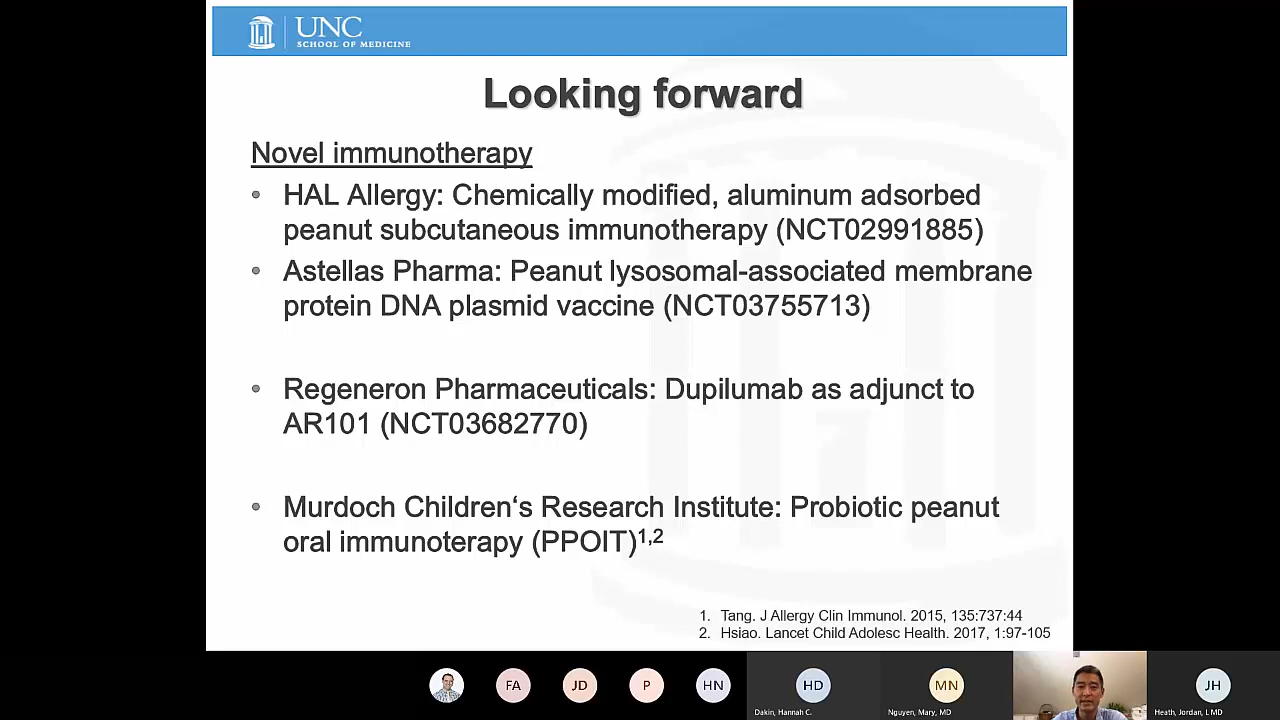 UNC
SCHOOL OF MEDICINE
Looking forward
Novel immunotherapy
• HAL Allergy: Chemically modified, aluminum adsorbed
peanut subcutaneous immunotherapy (NCT02991885)
• Astellas Pharma: Peanut lysosomal-associated membrane
protein DNA plasmid vaccine (NCT03755713)
• Regeneron Pharmaceuticals: Dupilumab as adjunct to
AR101 (NCT03682770)
• Murdoch Children‘s Research Institute: Probiotic peanut
oral immunoterapy (PPOIT)1,2
1. Tang. J Allergy Clin Immunol. 2015, 135:737:44
2. Hsiao. Lancet Child Adolesc Health. 2017, 1:97-105
FA JD P HN HD MN JH
Dakin, Hannah C. Nguyen, Mary, MD Heath, Jordan, L MD